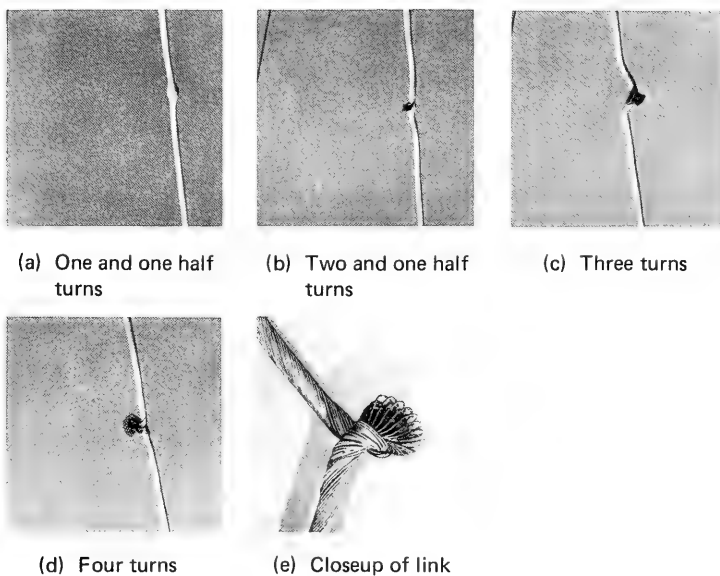 (a) One and one half
turns
(b) Two and one half
turns
(c) Three turns
(d) Four turns
(e) Closeup of link